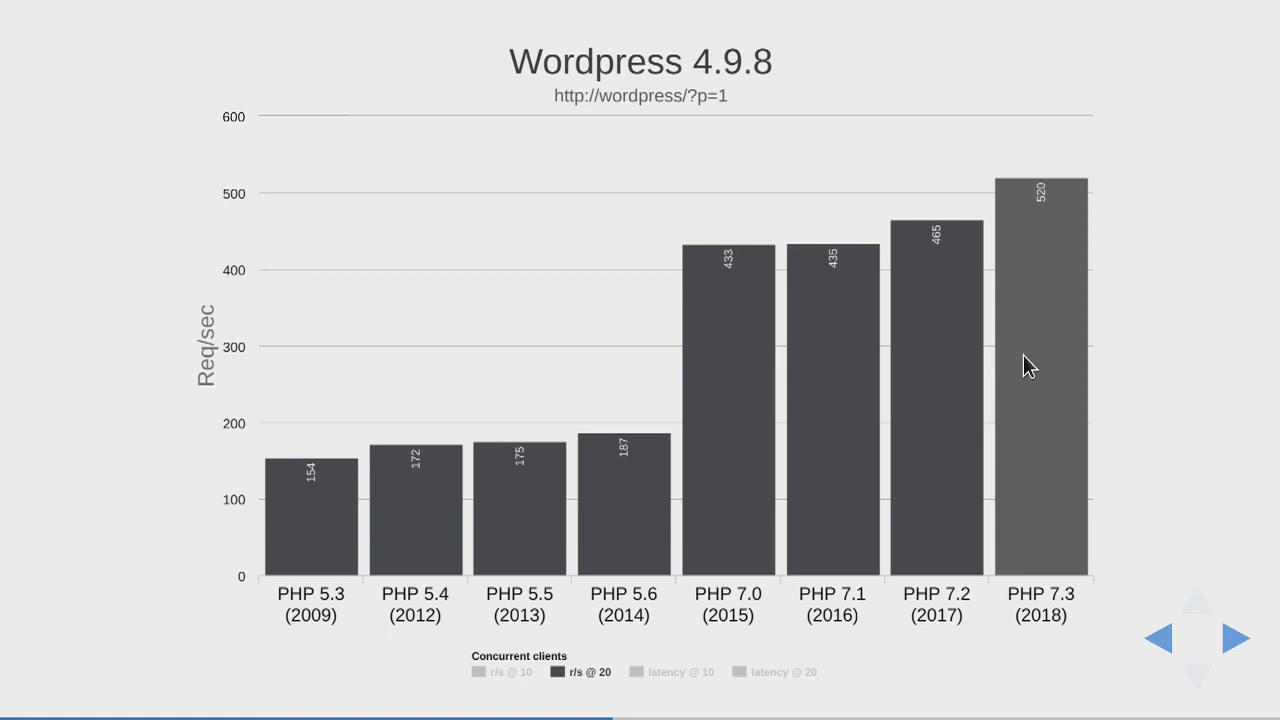 Wordpress 4.9.8
http://wordpress/?p=1
600
500
400
300
200
100
0
Req/sec
154
172
175
187
433
435
465
520
PHP 5.3
(2009)
PHP 5.4
(2012)
PHP 5.5
(2013)
PHP 5.6
(2014)
PHP 7.0
(2015)
PHP 7.1
(2016)
PHP 7.2
(2017)
PHP 7.3
(2018)
Concurrent clients
r/s @ 10 r/s @ 20 latency @ 10 latency @ 20